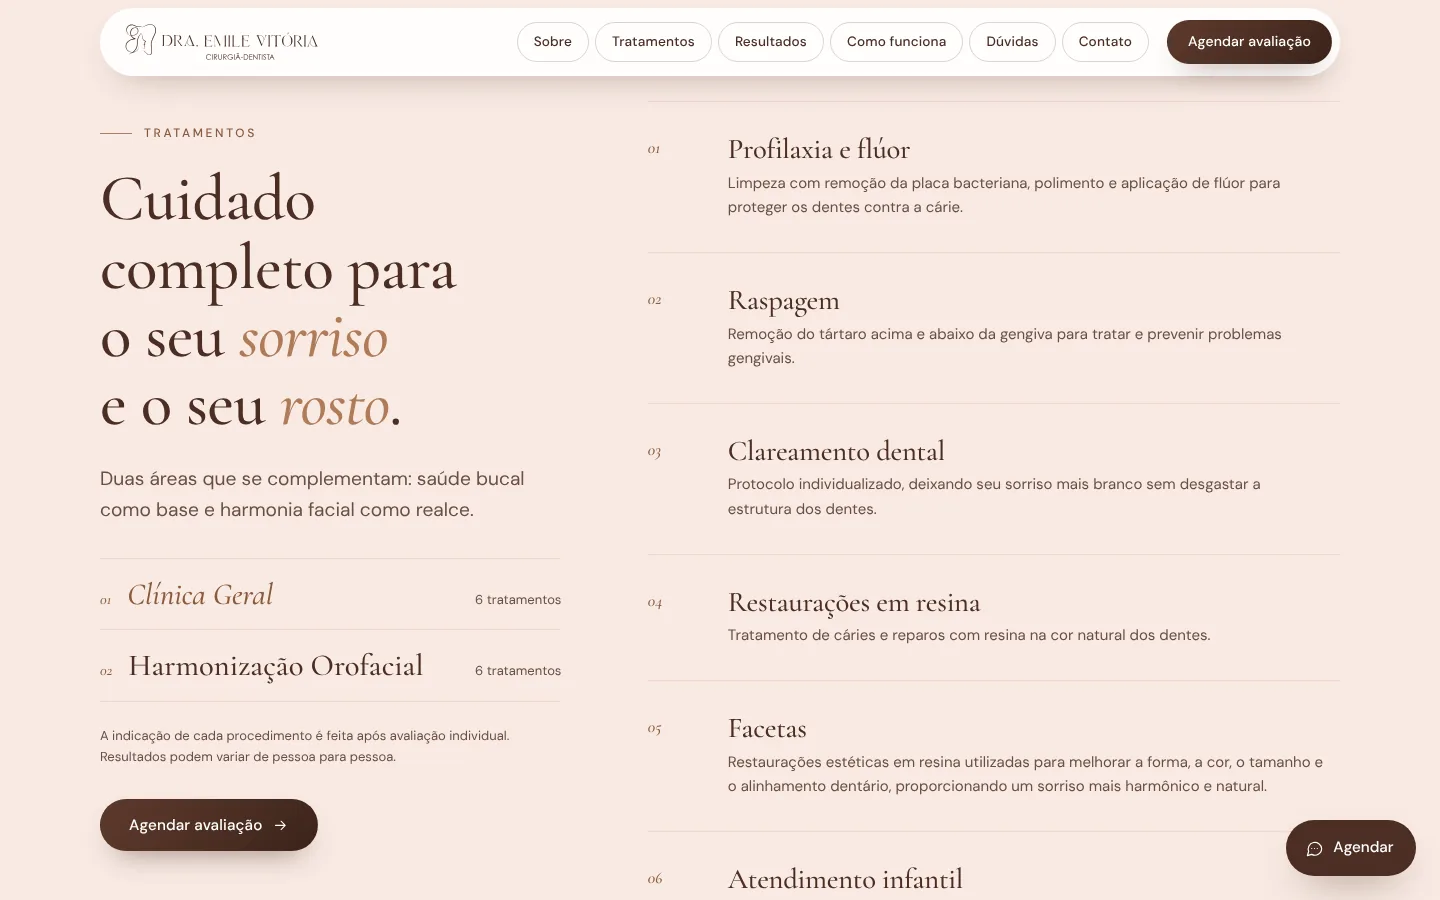 DRA. EMILE VITÓRIA
CIRURGIÃ-DENTISTA
Sobre
Tratamentos
Resultados
Como funciona
Dúvidas
Contato
Agendar avaliação
TRATAMENTOS
Cuidado
completo para
o seu sorriso
e o seu rosto.
Duas áreas que se complementam: saúde bucal
como base e harmonia facial como realce.
01 Clínica Geral 6 tratamentos
02 Harmonização Orofacial 6 tratamentos
A indicação de cada procedimento é feita após avaliação individual.
Resultados podem variar de pessoa para pessoa.
Agendar avaliação →
01 Profilaxia e flúor
Limpeza com remoção da placa bacteriana, polimento e aplicação de flúor para
proteger os dentes contra a cárie.
02 Raspagem
Remoção do tártaro acima e abaixo da gengiva para tratar e prevenir problemas
gengivais.
03 Clareamento dental
Protocolo individualizado, deixando seu sorriso mais branco sem desgastar a
estrutura dos dentes.
04 Restaurações em resina
Tratamento de cáries e reparos com resina na cor natural dos dentes.
05 Facetas
Restaurações estéticas em resina utilizadas para melhorar a forma, a cor, o tamanho e
o alinhamento dentário, proporcionando um sorriso mais harmônico e natural.
06 Atendimento infantil
Agendar